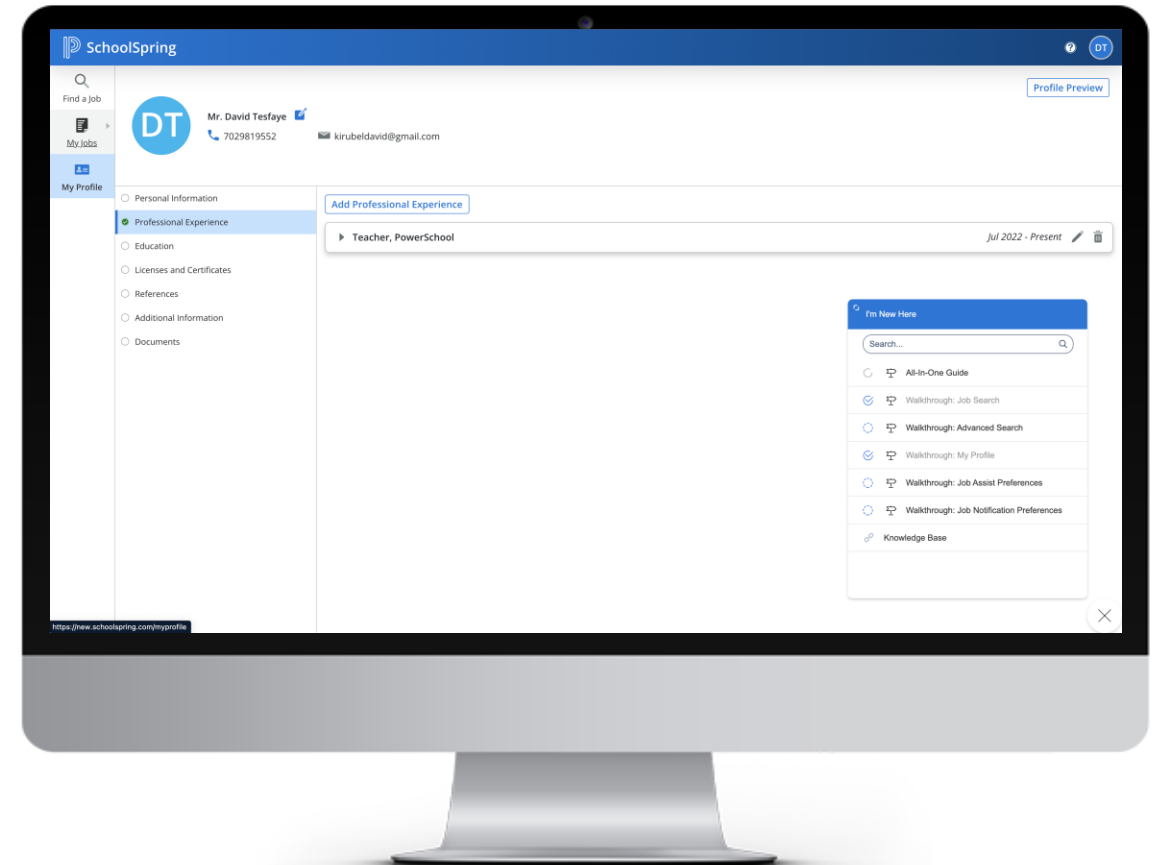 SchoolSpring
DT
Find a Job
My Jobs
My Profile
Profile Preview
DT
Mr. David Tesfaye
7029819552
kirubeldavid@gmail.com
Personal Information
Professional Experience
Education
Licenses and Certificates
References
Additional Information
Documents
Add Professional Experience
Teacher, PowerSchool
Jul 2022 - Present
I'm New Here
Search...
All-In-One Guide
Walkthrough: Job Search
Walkthrough: Advanced Search
Walkthrough: My Profile
Walkthrough: Job Assist Preferences
Walkthrough: Job Notification Preferences
Knowledge Base
https://new.schoolspring.com/myprofile